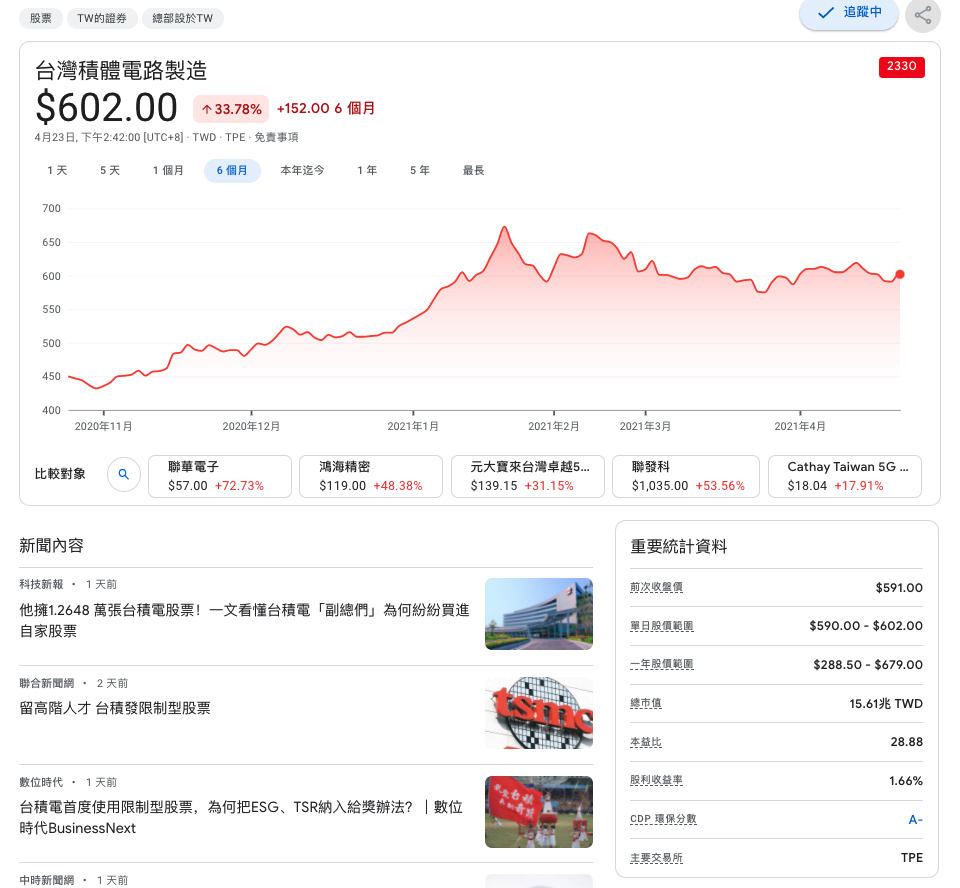 股票
TW的證券
總部設於TW
追蹤中
台灣積體電路製造
2330
$602.00
↑33.78%
+152.00 6 個月
4月23日, 下午2:42:00 [UTC+8] · TWD · TPE · 免責事項
1 天
5 天
1 個月
6 個月
本年迄今
1 年
5 年
最長
700
650
600
550
500
450
400
2020年11月
2020年12月
2021年1月
2021年2月
2021年3月
2021年4月
比較對象
聯華電子
$57.00 +72.73%
鴻海精密
$119.00 +48.38%
元大寶來台灣卓越5...
$139.15 +31.15%
聯發科
$1,035.00 +53.56%
Cathay Taiwan 5G ...
$18.04 +17.91%
新聞內容
科技新報 · 1 天前
他擁1.2648 萬張台積電股票！一文看懂台積電「副總們」為何紛紛買進
自家股票
聯合新聞網 · 2 天前
留高階人才 台積發限制型股票
tsmc
數位時代 · 1 天前
台積電首度使用限制型股票，為何把ESG、TSR納入給獎辦法？｜數位
時代BusinessNext
中時新聞網 · 1 天前
重要統計資料
前次收盤價
$591.00
單日股價範圍
$590.00 - $602.00
一年股價範圍
$288.50 - $679.00
總市值
15.61兆 TWD
本益比
28.88
股利收益率
1.66%
CDP 環保分數
A-
主要交易所
TPE